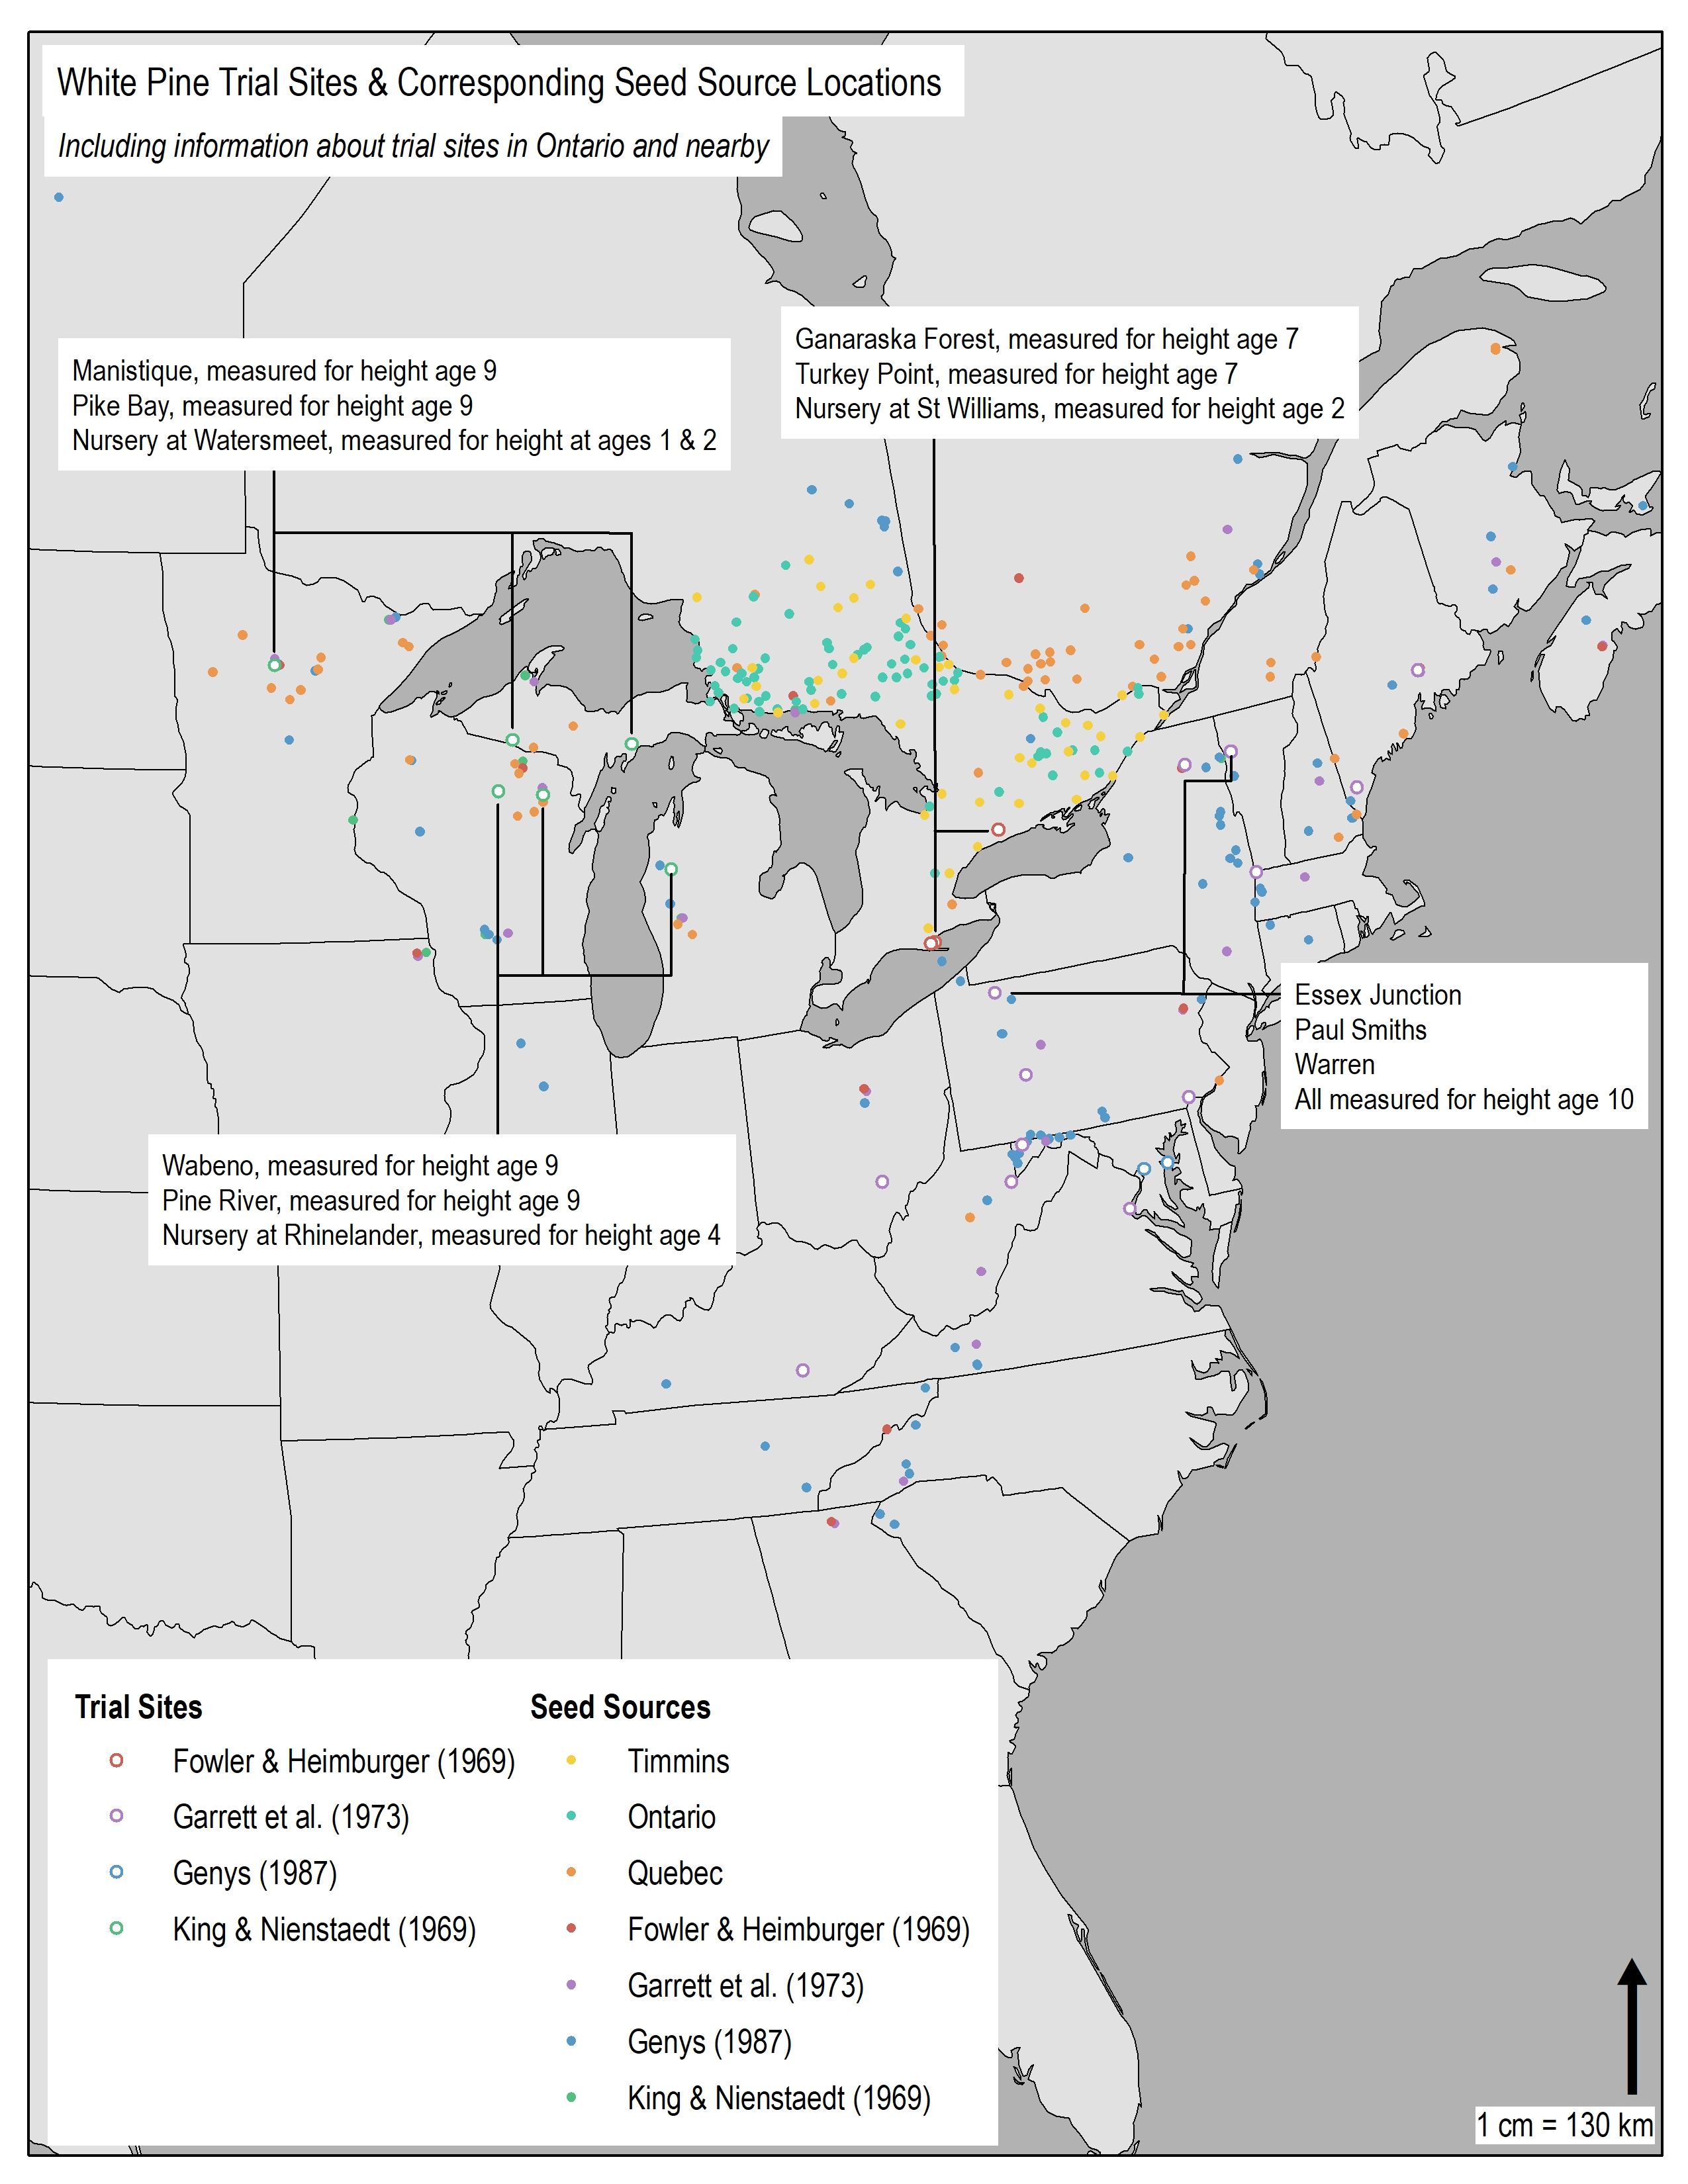 White Pine Trial Sites & Corresponding Seed Source Locations
Including information about trial sites in Ontario and nearby
Ganaraska Forest, measured for height age 7
Turkey Point, measured for height age 7
Nursery at St Williams, measured for height age 2
Manistique, measured for height age 9
Pike Bay, measured for height age 9
Nursery at Watersmeet, measured for height at ages 1 & 2
Essex Junction
Paul Smiths
Warren
All measured for height age 10
Wabeno, measured for height age 9
Pine River, measured for height age 9
Nursery at Rhinelander, measured for height age 4
Trial Sites
Fowler & Heimburger (1969)
Garrett et al. (1973)
Genys (1987)
King & Nienstaedt (1969)
Seed Sources
Timmins
Ontario
Quebec
Fowler & Heimburger (1969)
Garrett et al. (1973)
Genys (1987)
King & Nienstaedt (1969)
1 cm = 130 km